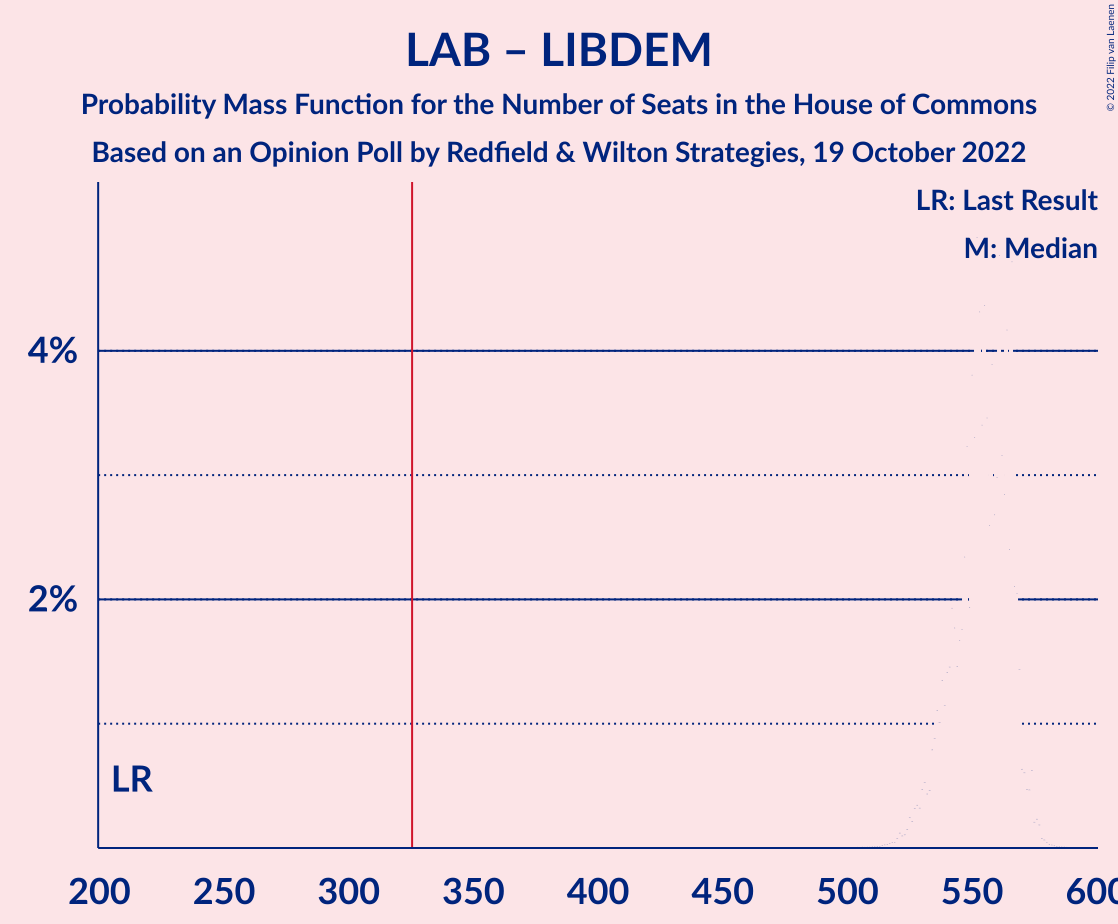 LAB – LIBDEM
Probability Mass Function for the Number of Seats in the House of Commons
Based on an Opinion Poll by Redfield & Wilton Strategies, 19 October 2022
© 2022 Filip van Laenen
LR: Last Result
M: Median
4%
2%
LR
200 250 300 350 400 450 500 550 600